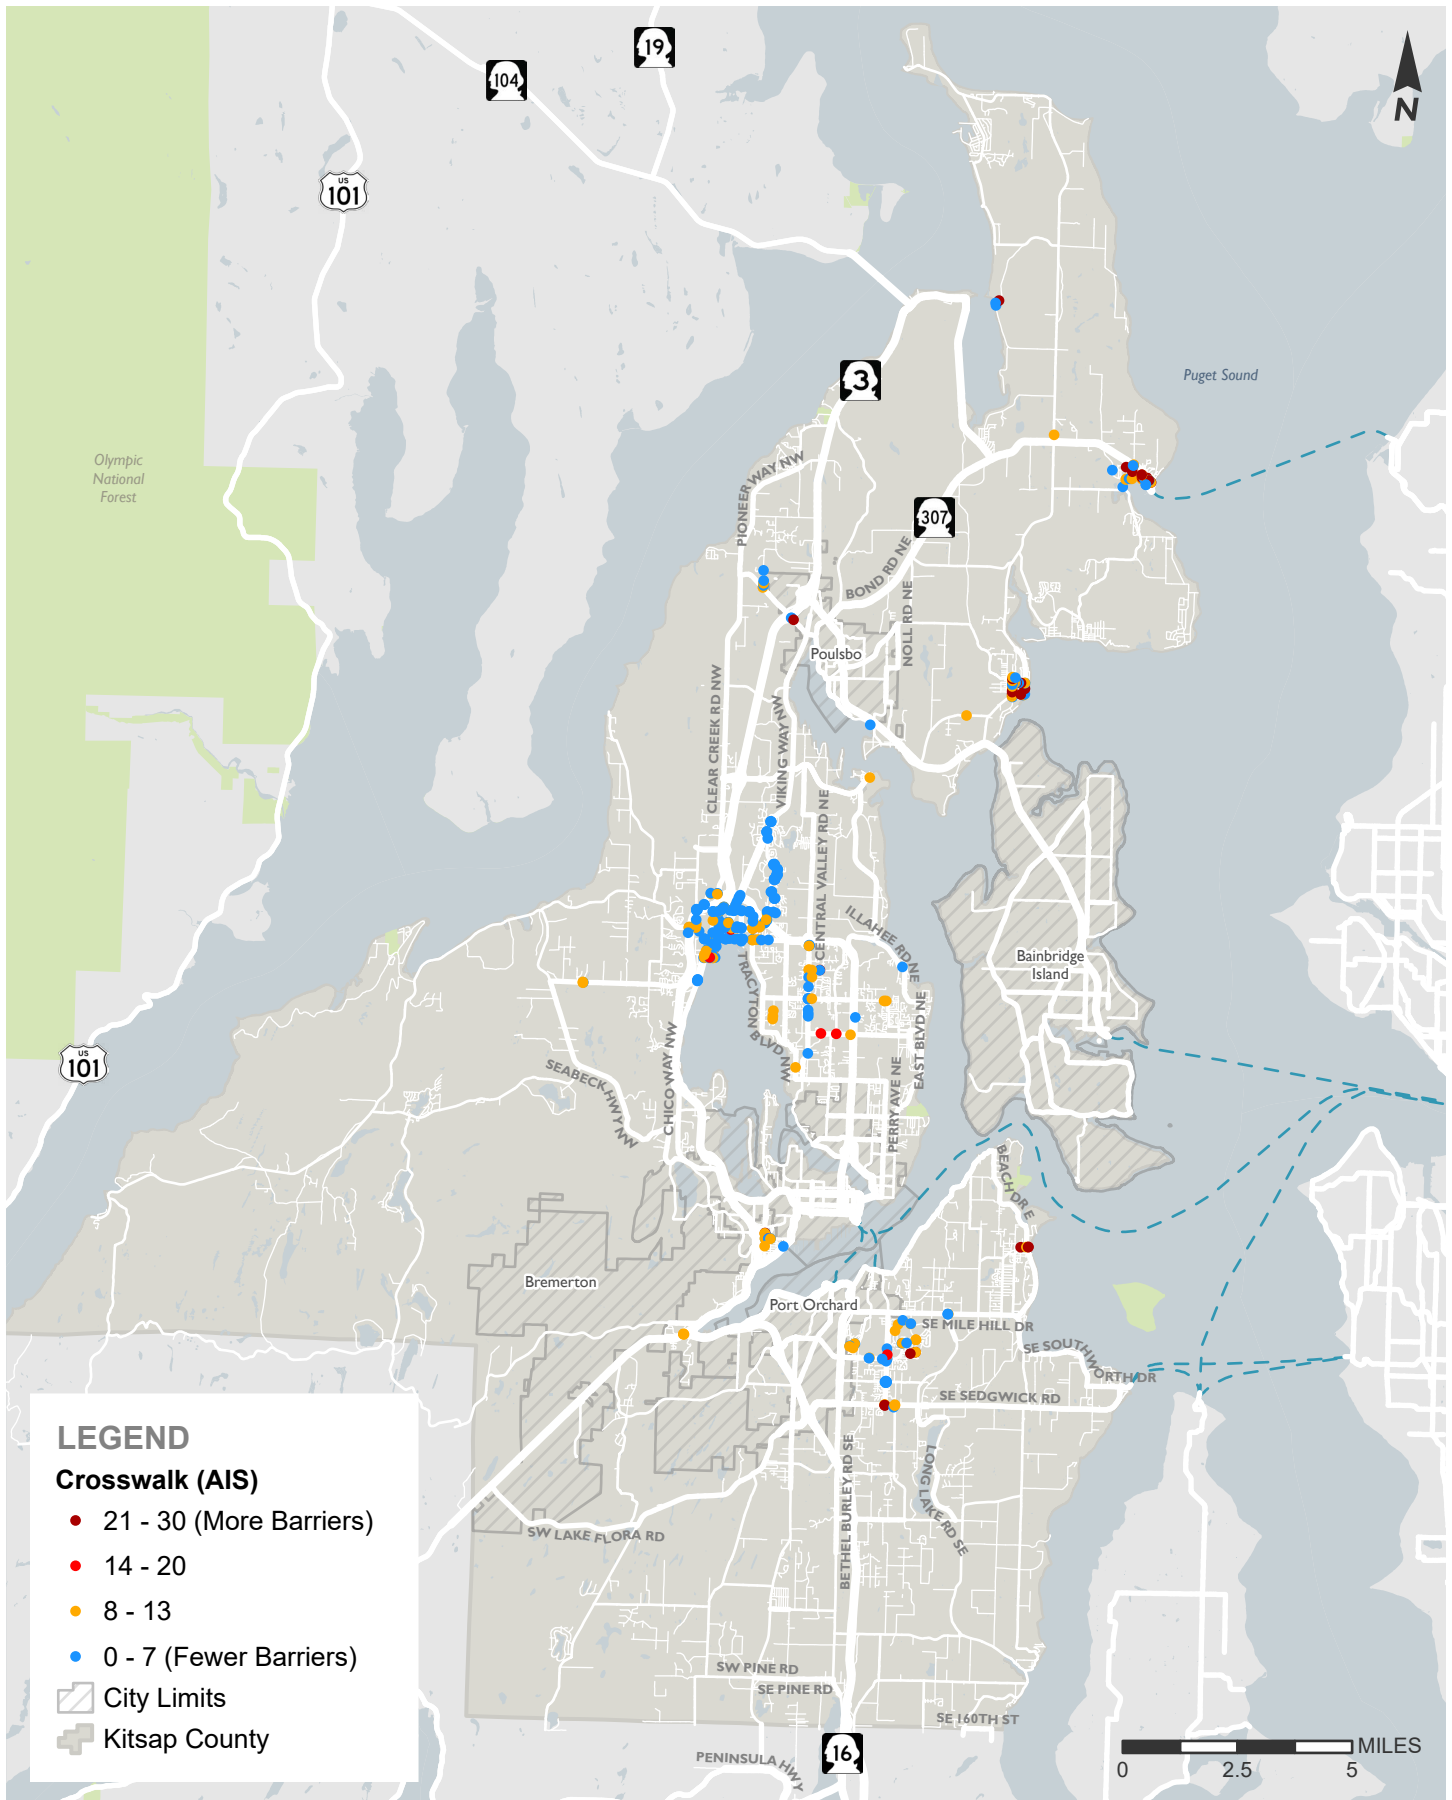 19
104
N
US
101
3
Puget Sound
Olympic
National
Forest
PIONEER WAY NW
307
BOND RD NE
NOLL RD NE
Poulsbo
CLEAR CREEK RD NW
VIKING WAY NW
CENTRAL VALLEY RD NE
ILLAHEE RD NE
Bainbridge
Island
TRACYTON BLVD NW
EAST BLVD NE
US
101
CHICO WAY NW
SEABECK HWY NW
PERRY AVE NE
BEACH DR E
Bremerton
Port Orchard
SE MILE HILL DR
SE SOUTHWORTH DR
SE SEDGWICK RD
LEGEND
Crosswalk (AIS)
21 - 30 (More Barriers)
14 - 20
8 - 13
0 - 7 (Fewer Barriers)
City Limits
Kitsap County
BETHEL BURLEY RD SE
LONG LAKE RD SE
SW LAKE FLORA RD
SW PINE RD
SE PINE RD
SE 160TH ST
PENINSULA HWY
16
MILES
0
2.5
5